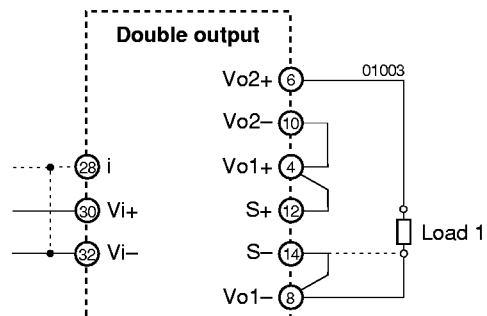 Double output
Vo2+ 6 01003
Vo2– 10
28 i Vo1+ 4
30 Vi+ S+ 12
Load 1
32 Vi– S– 14
Vo1– 8